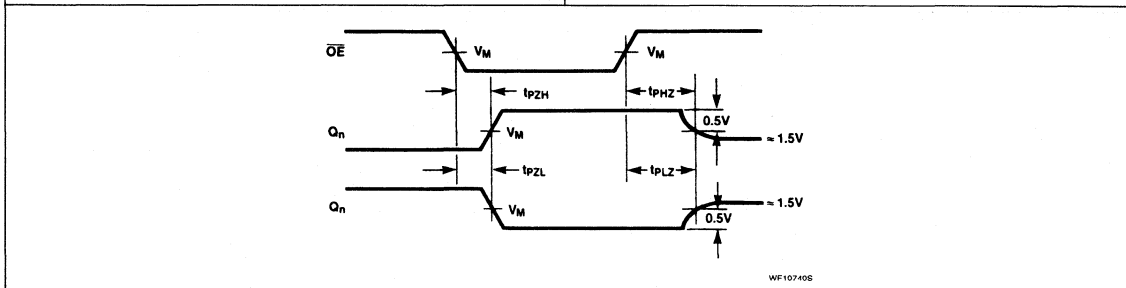 OE VM VM
tPZH tPHZ
0.5V
Qn VM ≈ 1.5V
tPZL tPLZ
Qn VM ≈ 1.5V
0.5V
WF10740S